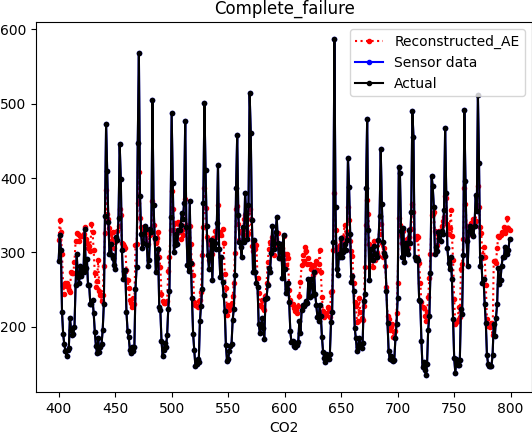 Complete_failure
Reconstructed_AE
Sensor data
Actual
600
500
400
300
200
400
450
500
550
600
650
700
750
800
CO2